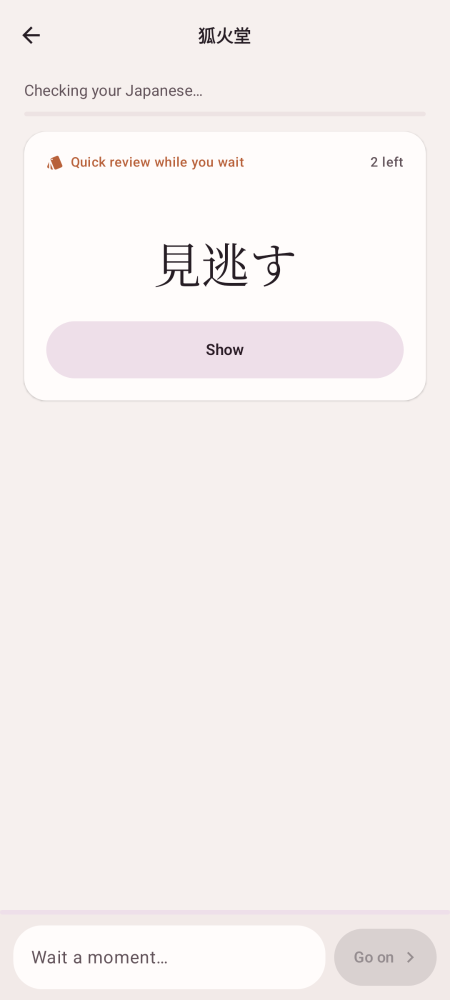 狐火堂
Checking your Japanese…
Quick review while you wait
2 left
見逃す
Show
Wait a moment…
Go on